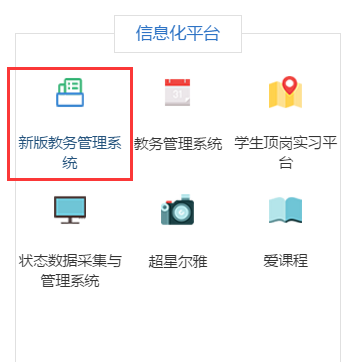 信息化平台
新版教务管理系
统
教务管理系统
学生顶岗实习平
台
状态数据采集与
管理系统
超星尔雅
爱课程